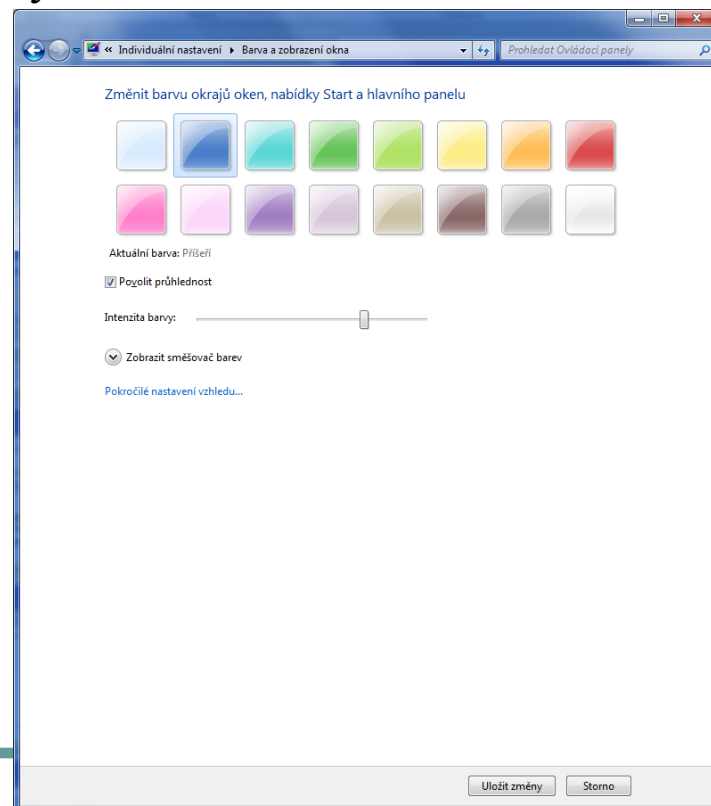 « Individuální nastavení ▸ Barva a zobrazení okna
Prohledat Ovládací panely
Změnit barvu okrajů oken, nabídky Start a hlavního panelu
Aktuální barva: Příšeří
Povolit průhlednost
Intenzita barvy:
Zobrazit směšovač barev
Pokročilé nastavení vzhledu...
Uložit změny Storno